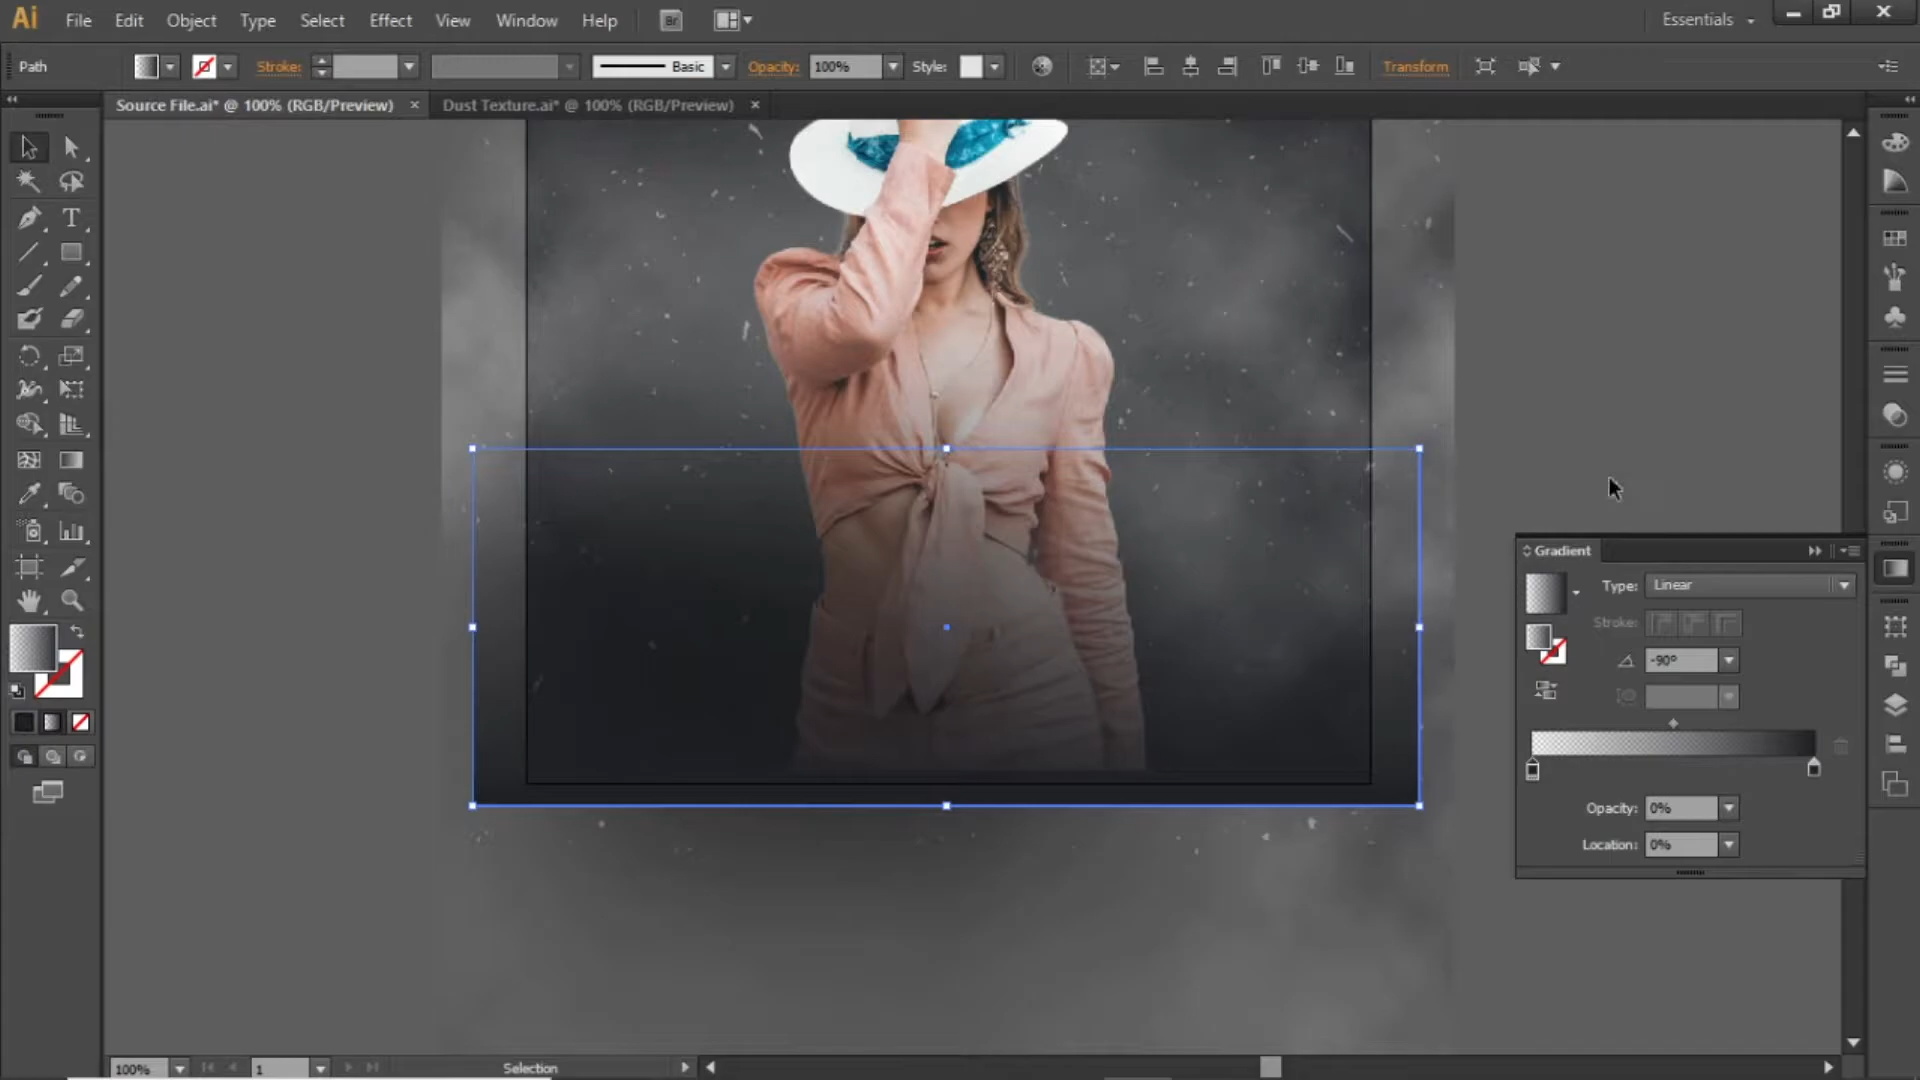 Ai File Edit Object Type Select Effect View Window Help Br Essentials
Path Stroke: Basic Opacity: 100% Style: Transform
Source File.ai* @ 100% (RGB/Preview) × Dust Texture.ai* @ 100% (RGB/Preview) ×
T
Gradient
Type: Linear
Stroke:
-90°
Opacity: 0%
Location: 0%
100% 1 Selection